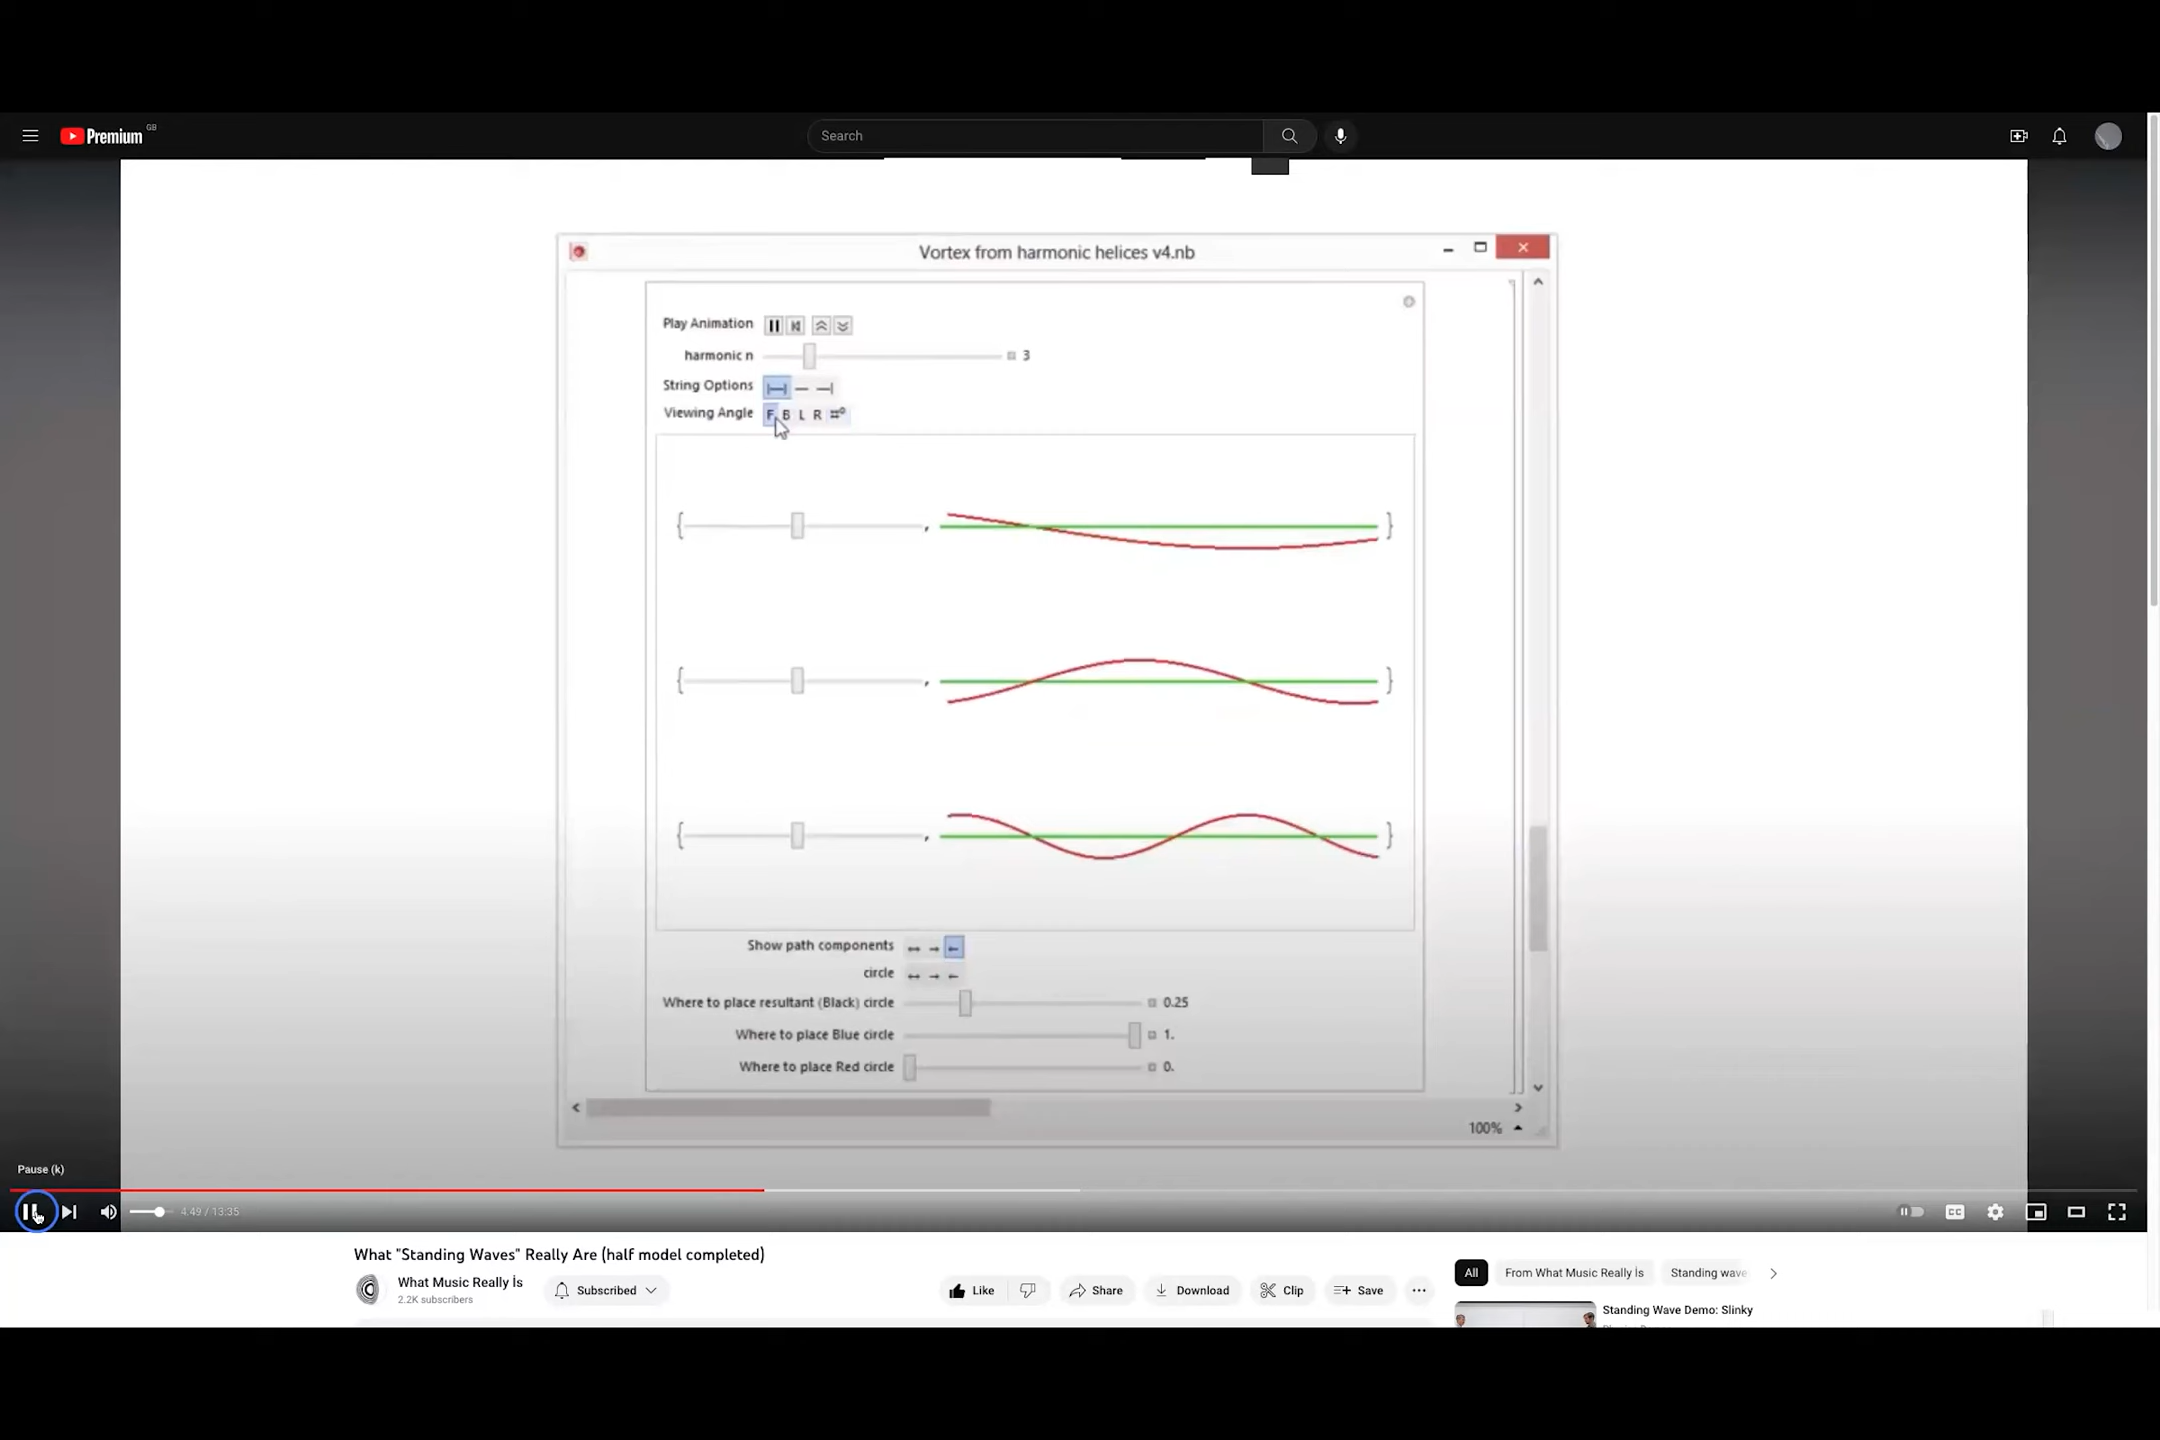 Premium GB
Search
Vortex from harmonic helices v4.nb
Play Animation
harmonic n 3
String Options
Viewing Angle F B L R
{ , }
{ , }
{ , }
Show path components
circle
Where to place resultant (Black) circle 0.25
Where to place Blue circle 1.
Where to place Red circle 0.
100%
Pause (k)
4:49 / 13:35
CC
What "Standing Waves" Really Are (half model completed)
What Music Really İs
2.2K subscribers
Subscribed
Like
Share
Download
Clip
Save
All
From What Music Really İs
Standing wave
Standing Wave Demo: Slinky